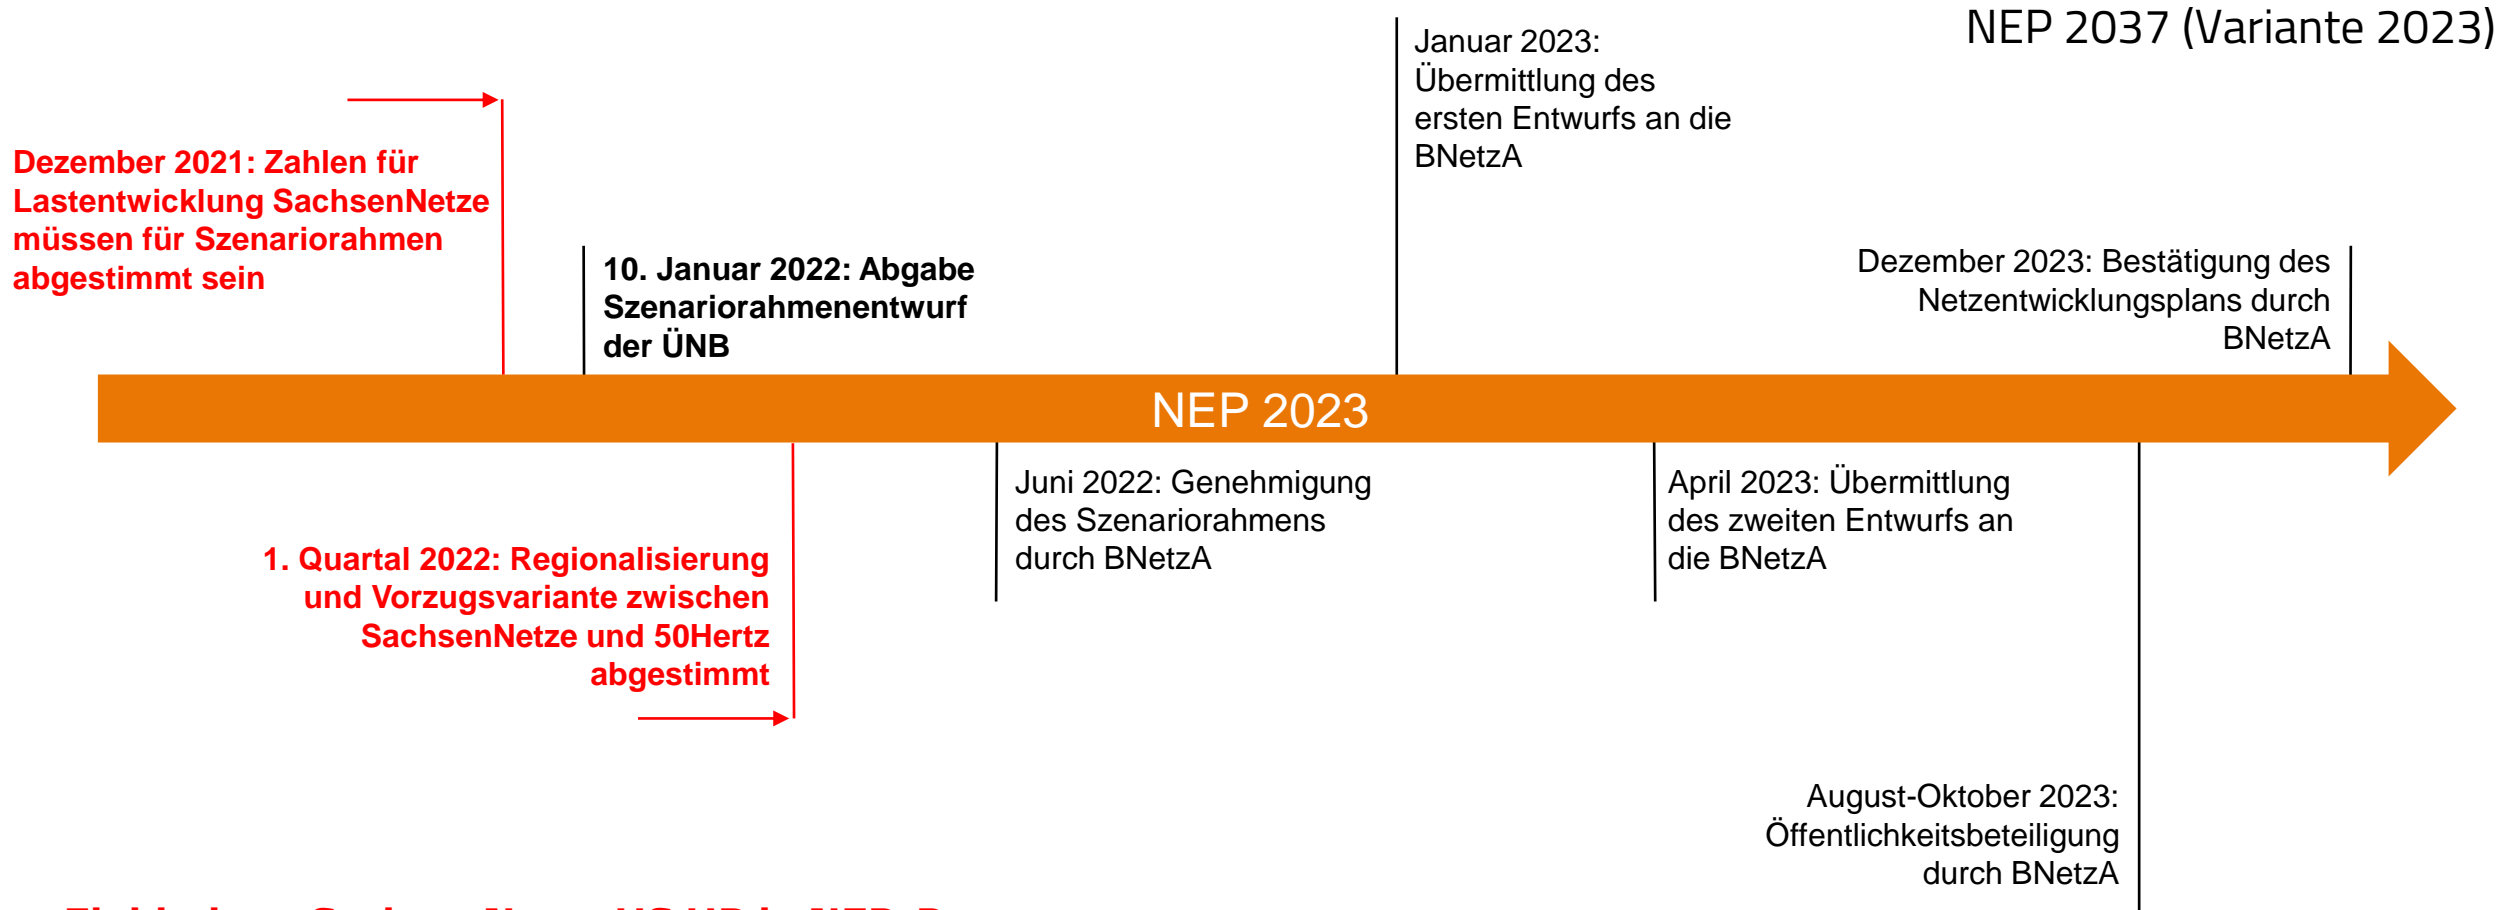 NEP 2037 (Variante 2023)
Dezember 2021: Zahlen für
Lastentwicklung SachsenNetze
müssen für Szenariorahmen
abgestimmt sein
10. Januar 2022: Abgabe
Szenariorahmenentwurf
der ÜNB
Januar 2023:
Übermittlung des
ersten Entwurfs an die
BNetzA
Dezember 2023: Bestätigung des
Netzentwicklungsplans durch
BNetzA
NEP 2023
1. Quartal 2022: Regionalisierung
und Vorzugsvariante zwischen
SachsenNetze und 50Hertz
abgestimmt
Juni 2022: Genehmigung
des Szenariorahmens
durch BNetzA
April 2023: Übermittlung
des zweiten Entwurfs an
die BNetzA
August-Oktober 2023:
Öffentlichkeitsbeteiligung
durch BNetzA